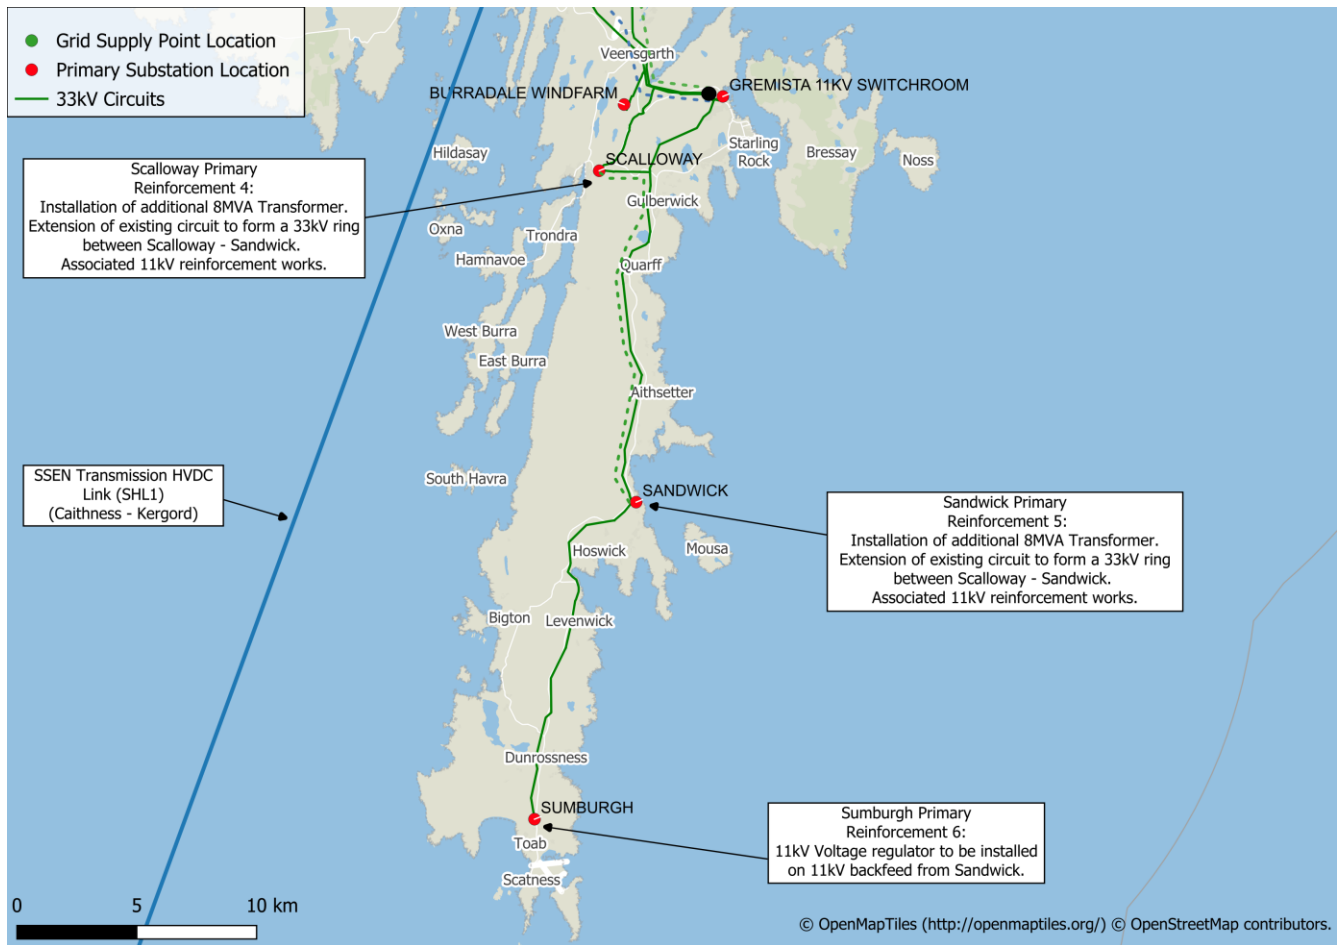 Grid Supply Point Location
Primary Substation Location
33kV Circuits
Veensgarth
BURRADALE WINDFARM
GREMISTA 11KV SWITCHROOM
Hildasay
Starling
Rock
Bressay
Noss
SCALLOWAY
Scalloway Primary
Reinforcement 4:
Installation of additional 8MVA Transformer.
Extension of existing circuit to form a 33kV ring
between Scalloway - Sandwick.
Associated 11kV reinforcement works.
Gulberwick
Oxna
Trondra
Hamnavoe
Quarff
West Burra
East Burra
Aithsetter
South Havra
SSEN Transmission HVDC
Link (SHL1)
(Caithness - Kergord)
SANDWICK
Sandwick Primary
Reinforcement 5:
Installation of additional 8MVA Transformer.
Extension of existing circuit to form a 33kV ring
between Scalloway - Sandwick.
Associated 11kV reinforcement works.
Hoswick
Mousa
Bigton
Levenwick
Dunrossness
SUMBURGH
Sumburgh Primary
Reinforcement 6:
11kV Voltage regulator to be installed
on 11kV backfeed from Sandwick.
Toab
Scatness
0 5 10 km
© OpenMapTiles (http://openmaptiles.org/) © OpenStreetMap contributors.